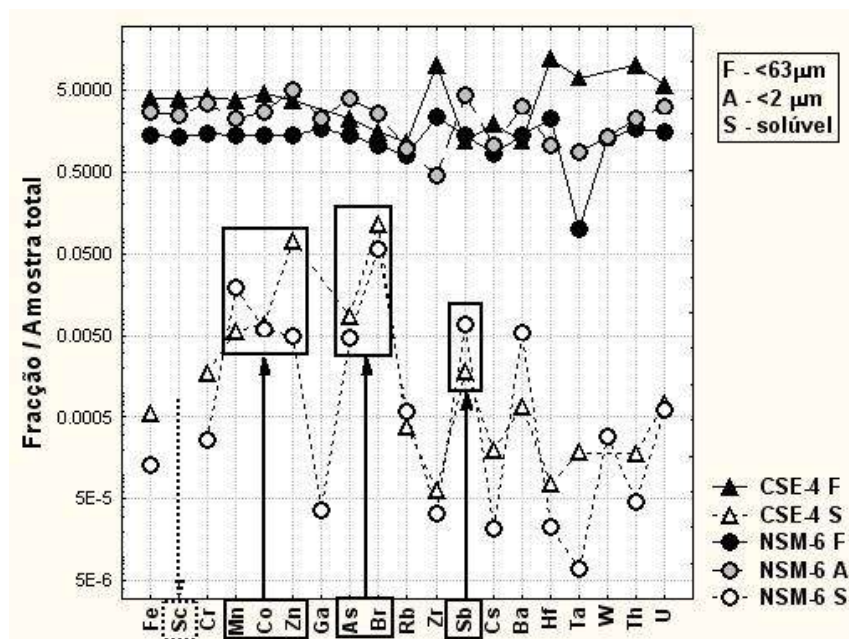 F - <63µm
A - <2 µm
S - solúvel
Fracção / Amostra total
5.0000
0.5000
0.0500
0.0050
0.0005
5E-5
5E-6
Fe
Sc
Cr
Mn
Co
Zn
Ga
As
Br
Rb
Zr
Sb
Cs
Ba
Hf
Ta
W
Th
U
CSE-4 F
CSE-4 S
NSM-6 F
NSM-6 A
NSM-6 S